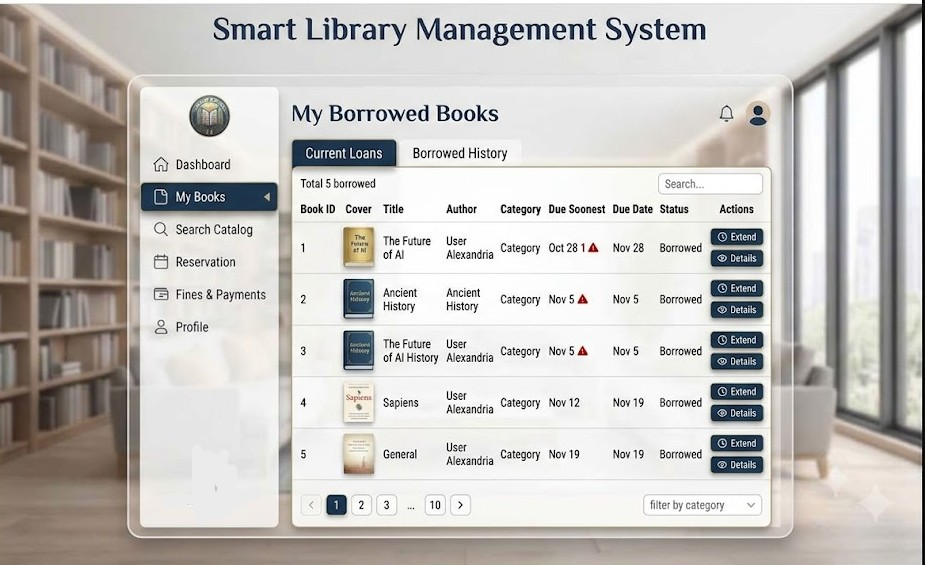 Smart Library Management System
My Borrowed Books
Dashboard
My Books
Search Catalog
Reservation
Fines & Payments
Profile
Current Loans
Borrowed History
Total 5 borrowed
Search...
Book ID Cover Title Author Category Due Soonest Due Date Status Actions
1 The Future of AI The Future User Category Oct 28 1 Nov 28 Borrowed Extend
of AI Alexandria Details
2 Ancient History Ancient Ancient Category Nov 5 Nov 5 Borrowed Extend
History History Details
3 Ancient History The Future User Category Nov 5 Nov 5 Borrowed Extend
of AI History Alexandria Details
4 Sapiens Sapiens User Category Nov 12 Nov 19 Borrowed Extend
Alexandria Details
5 General User Category Nov 19 Nov 19 Borrowed Extend
Alexandria Details
1 2 3 ... 10
filter by category